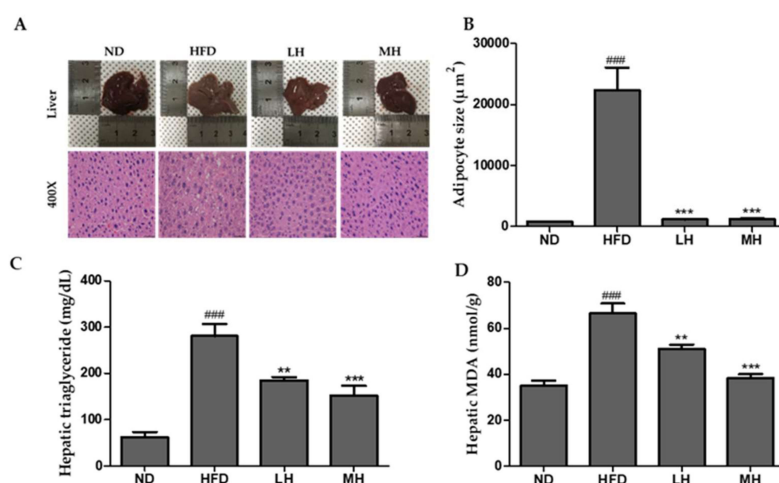 A
ND HFD LH MH
Liver
400X
B
Adipocyte size (μm²)
30000
20000
10000
0
###
***
***
ND HFD LH MH
C
Hepatic triaglyceride (mg/dL)
400
300
200
100
0
###
**
***
ND HFD LH MH
D
Hepatic MDA (nmol/g)
80
60
40
20
0
###
**
***
ND HFD LH MH